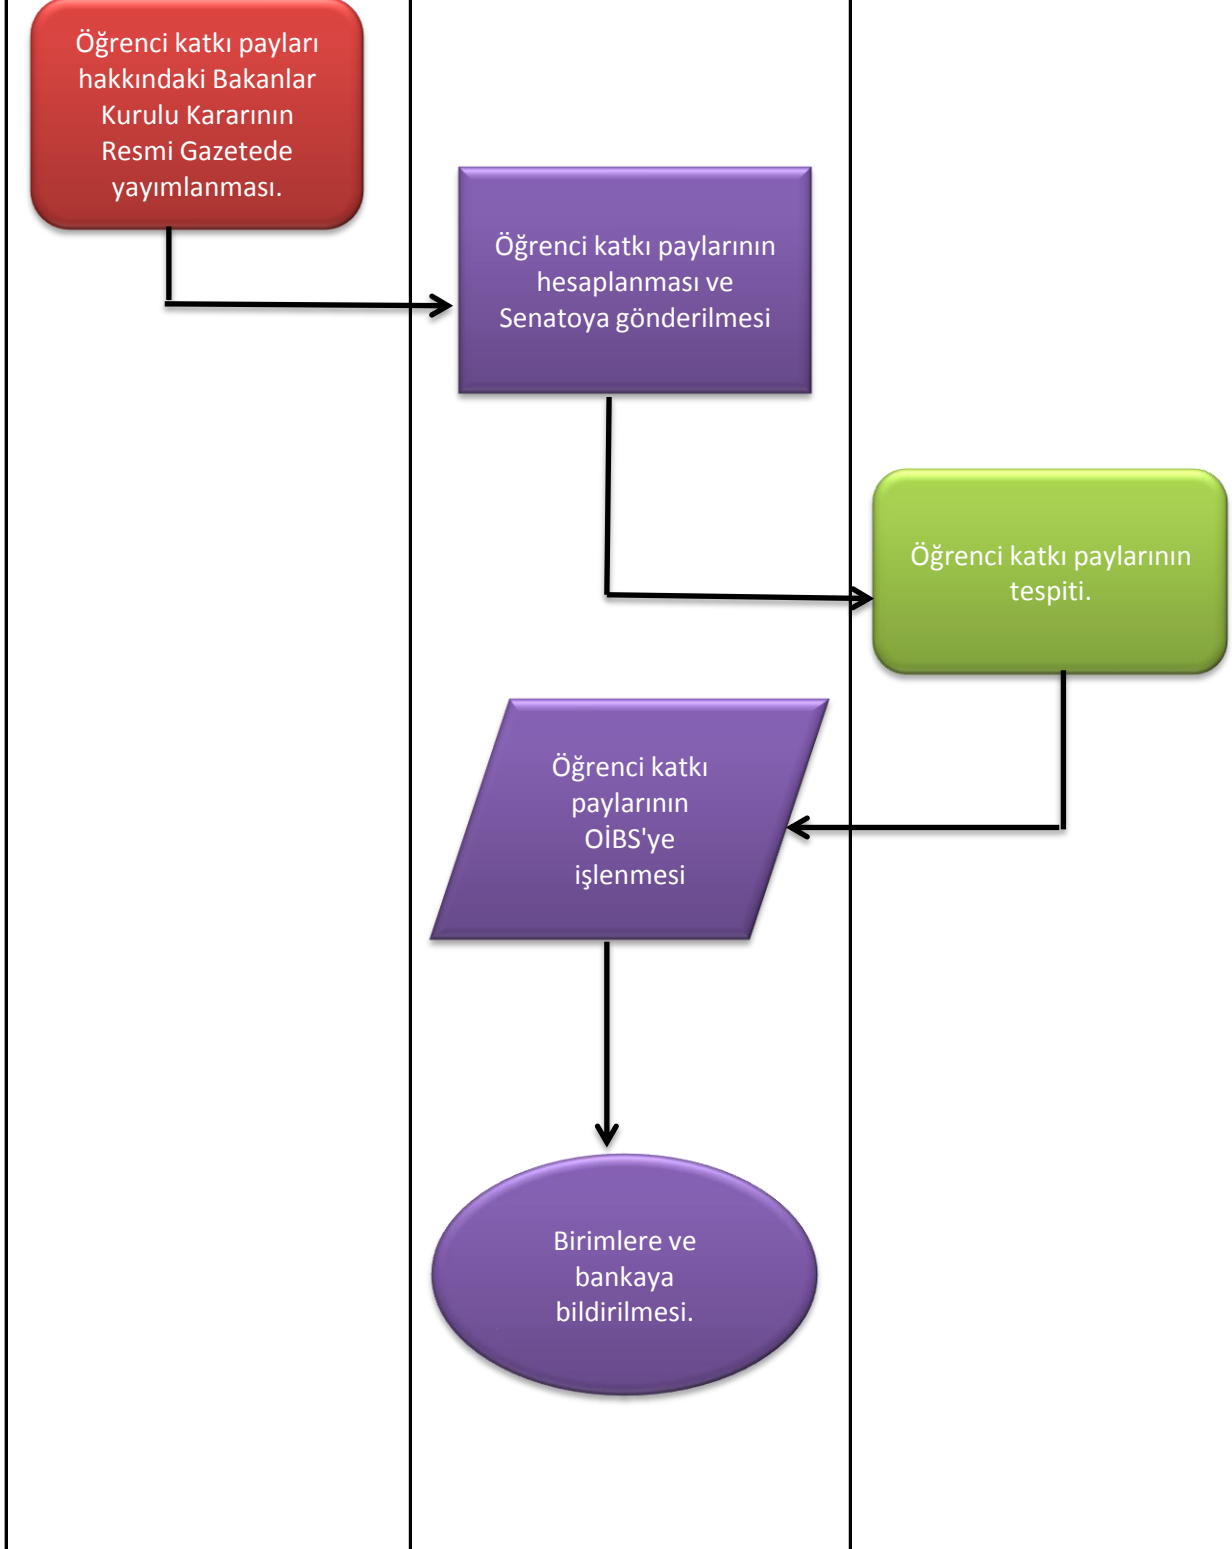 Öğrenci katkı payları
hakkındaki Bakanlar
Kurulu Kararının
Resmi Gazetede
yayımlanması.
Öğrenci katkı paylarının
hesaplanması ve
Senatoya gönderilmesi
Öğrenci katkı paylarının
tespiti.
Öğrenci katkı
paylarının
OİBS'ye
işlenmesi
Birimlere ve
bankaya
bildirilmesi.